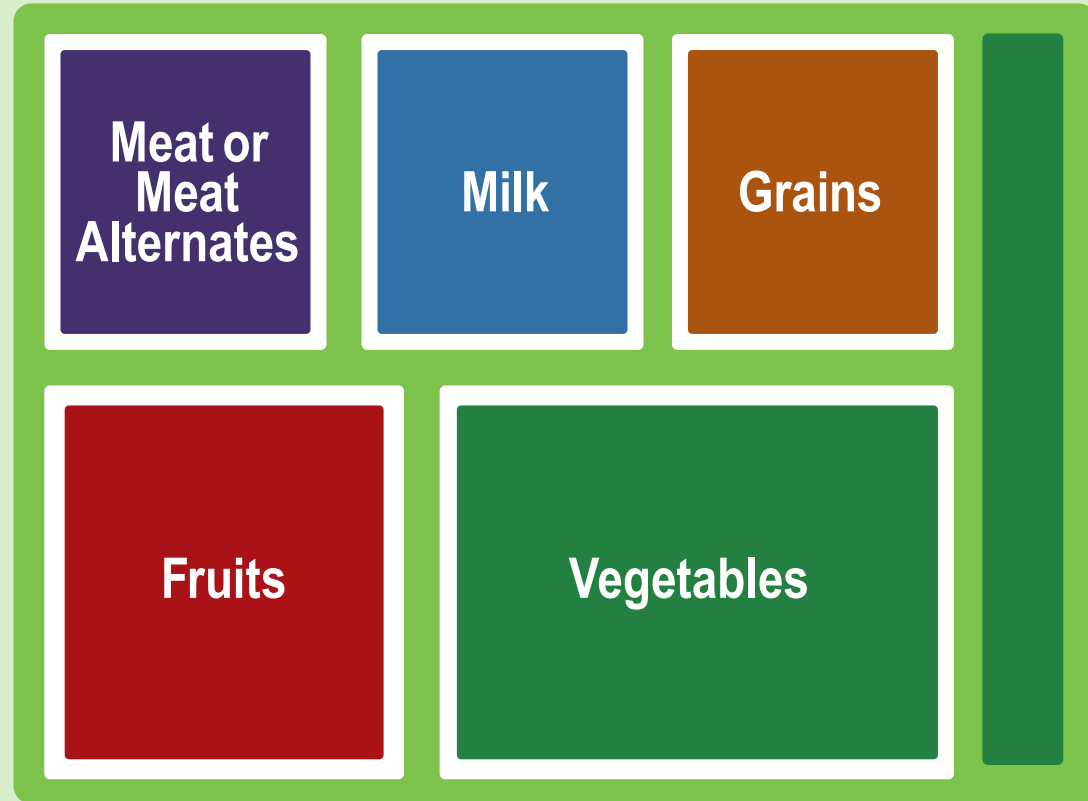 Meat or
Meat
Alternates
Milk
Grains
Fruits
Vegetables